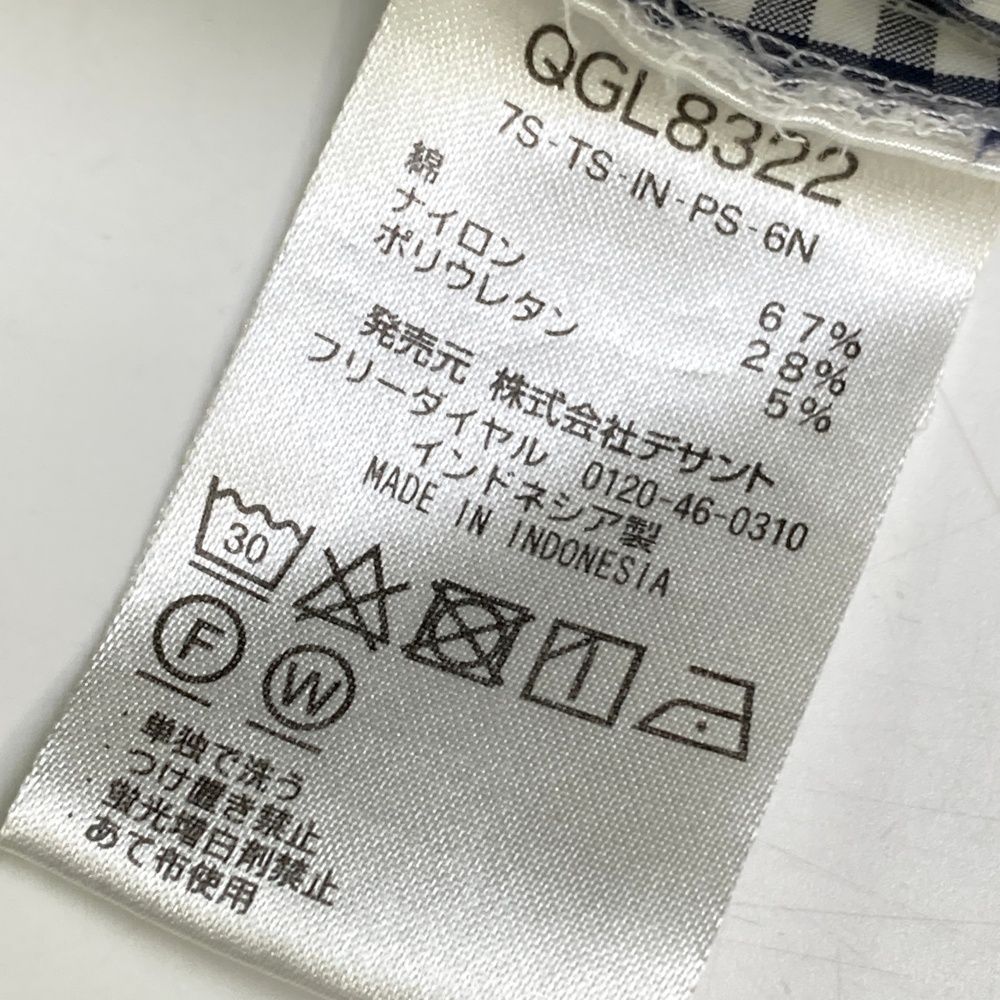 QGL8322
7S-TS-IN-PS-6N
綿 67%
ナイロン 28%
ポリウレタン 5%
発売元 株式会社デサント
フリーダイヤル 0120-46-0310
インドネシア製
MADE IN INDONESIA
30
F W
・単独で洗う
・つけ置き禁止
・蛍光増白剤禁止
・あて布使用